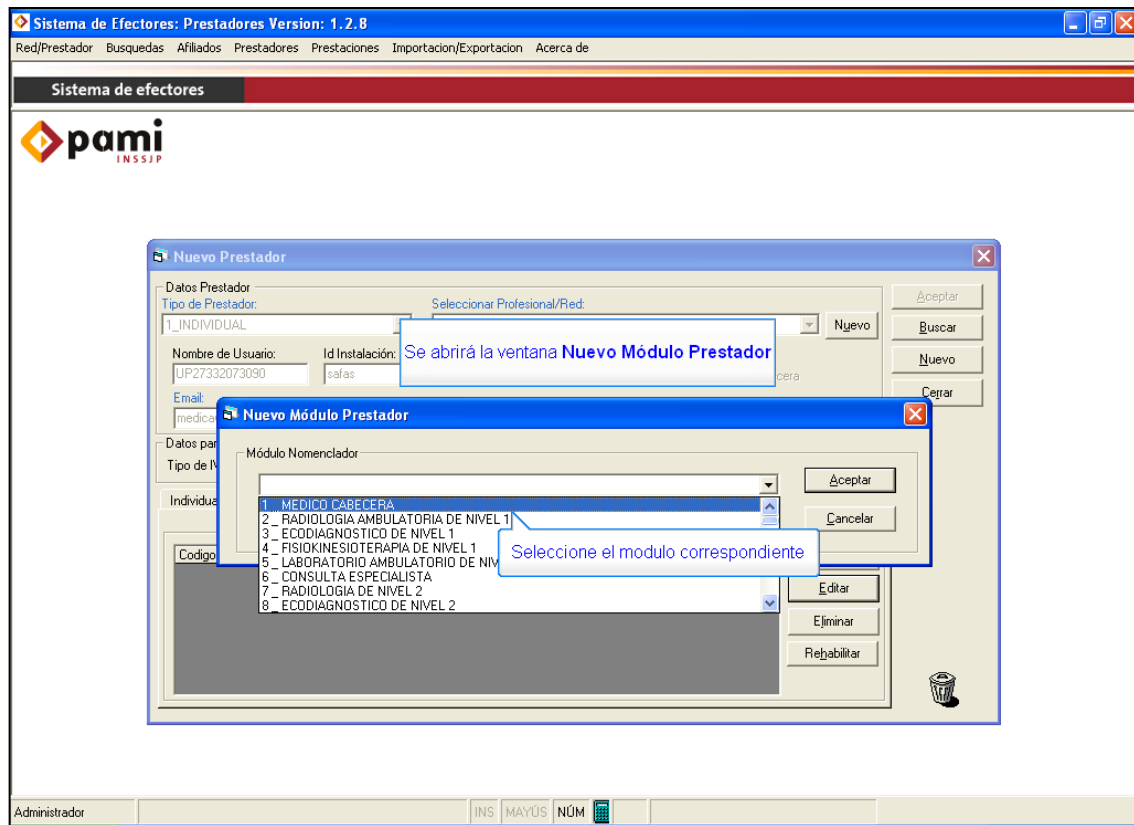 Sistema de Efectores: Prestadores Version: 1.2.8
Red/Prestador Busquedas Afiliados Prestadores Prestaciones Importacion/Exportacion Acerca de
Sistema de efectores
pami
INSSJP
Nuevo Prestador
Datos Prestador
Tipo de Prestador: Seleccionar Profesional/Red:
1_INDIVIDUAL
Nuevo
Aceptar
Buscar
Nuevo
Cerrar
Se abrirá la ventana Nuevo Módulo Prestador
Nombre de Usuario: Id Instalación:
UP27332073090 safas
Email:
Nuevo Módulo Prestador
Módulo Nomenclador
Aceptar
Cancelar
1 _ MEDICO CABECERA
2 _ RADIOLOGIA AMBULATORIA DE NIVEL 1
3 _ ECODIAGNOSTICO DE NIVEL 1
4 _ FISIOKINESIOTERAPIA DE NIVEL 1
5 _ LABORATORIO AMBULATORIO DE NIV
6 _ CONSULTA ESPECIALISTA
7 _ RADIOLOGIA DE NIVEL 2
8 _ ECODIAGNOSTICO DE NIVEL 2
Seleccione el modulo correspondiente
Datos par
Tipo de IV
Individua
Codigo
Editar
Eliminar
Rehabilitar
Administrador INS MAYÚS NÚM